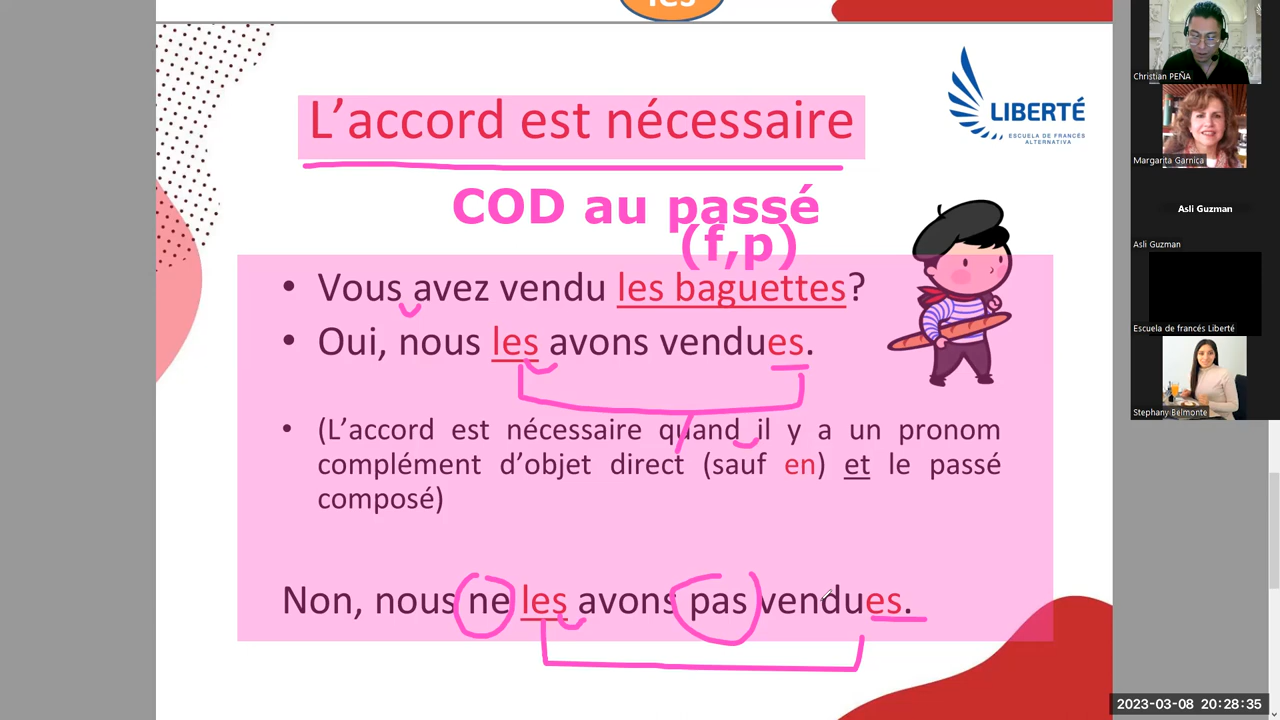 les
L’accord est nécessaire
LIBERTÉ
ESCUELA DE FRANCÉS
ALTERNATIVA
COD au passé
(f,p)
• Vous avez vendu les baguettes?
• Oui, nous les avons vendues.
• (L’accord est nécessaire quand il y a un pronom
complément d’objet direct (sauf en) et le passé
composé)
Non, nous ne les avons pas vendues.
Christian PEÑA
Margarita Garnica
Asli Guzman
Asli Guzman
Escuela de francés Liberté
Stephany Belmonte
2023-03-08 20:28:35